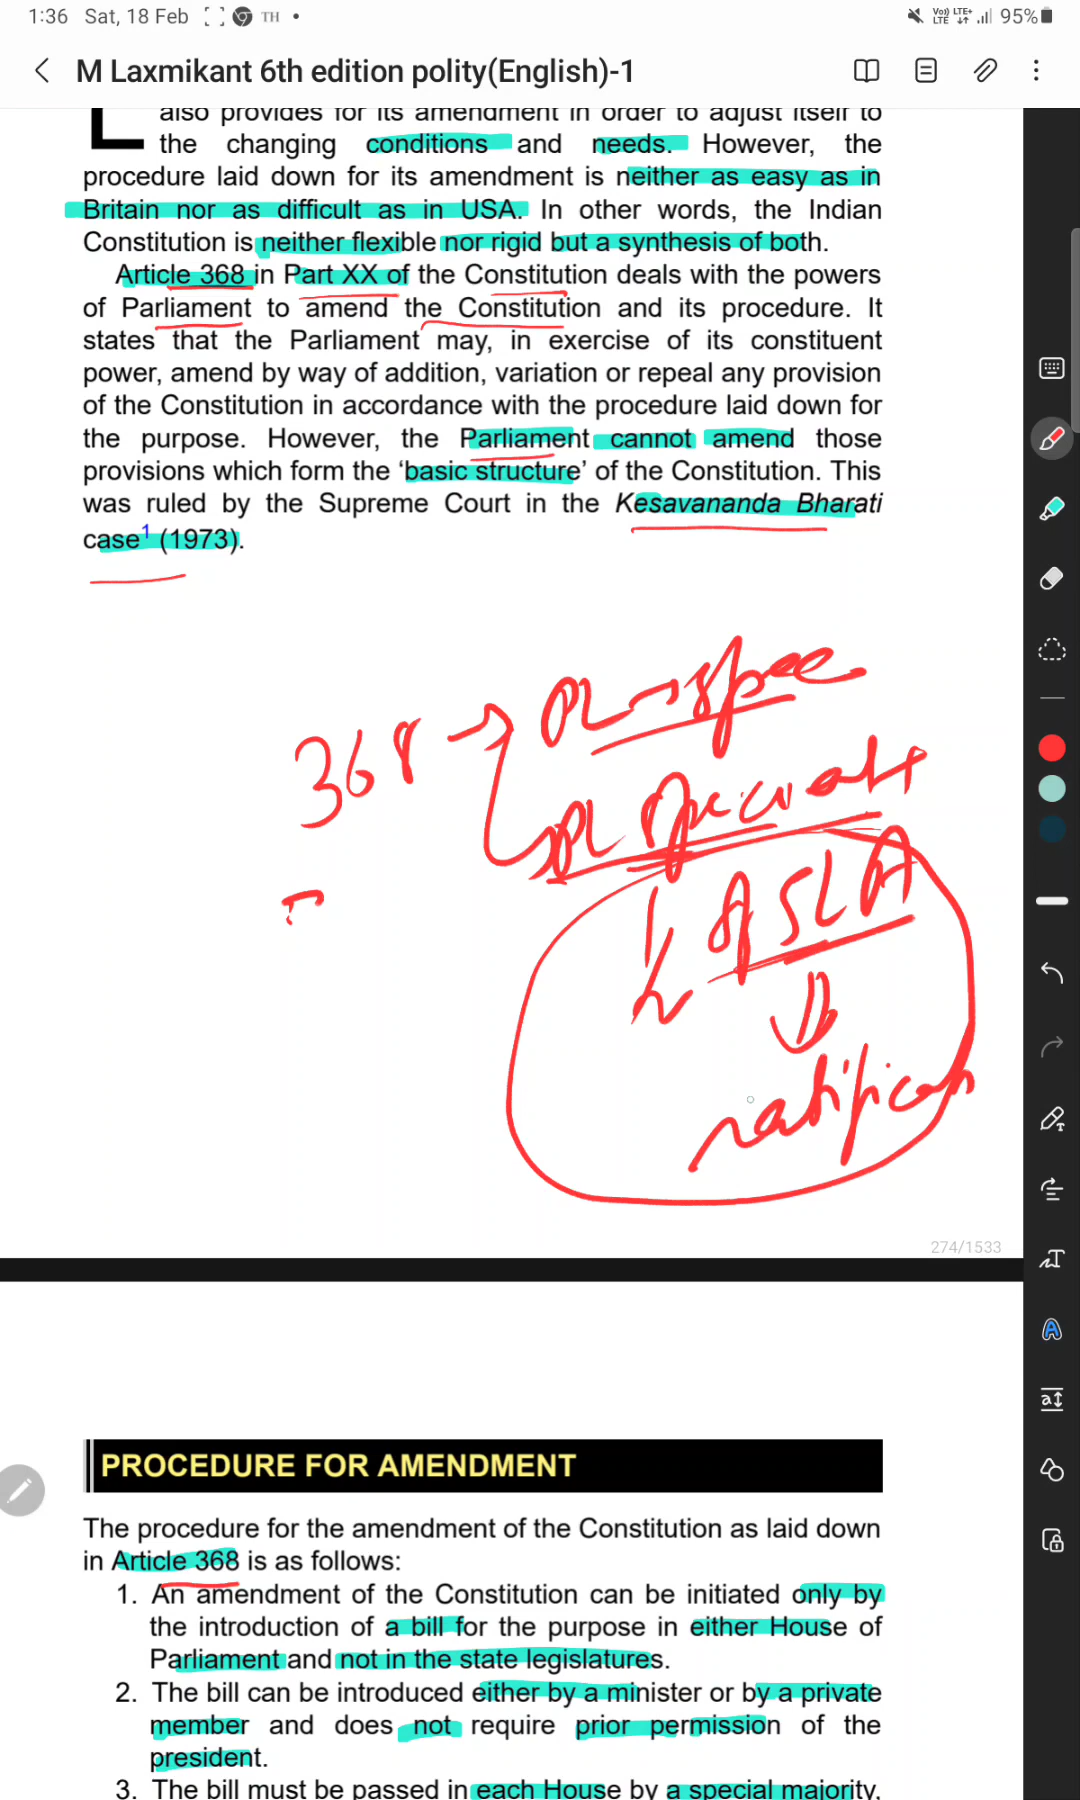 1:36 Sat, 18 Feb TH • Vo) LTE LTE+ 95%
M Laxmikant 6th edition polity(English)-1
also provides for its amendment in order to adjust itself to
the changing conditions and needs. However, the
procedure laid down for its amendment is neither as easy as in
Britain nor as difficult as in USA. In other words, the Indian
Constitution is neither flexible nor rigid but a synthesis of both.
Article 368 in Part XX of the Constitution deals with the powers
of Parliament to amend the Constitution and its procedure. It
states that the Parliament may, in exercise of its constituent
power, amend by way of addition, variation or repeal any provision
of the Constitution in accordance with the procedure laid down for
the purpose. However, the Parliament cannot amend those
provisions which form the ‘basic structure’ of the Constitution. This
was ruled by the Supreme Court in the Kesavananda Bharati
case1 (1973).
368
SLA
274/1533
PROCEDURE FOR AMENDMENT
The procedure for the amendment of the Constitution as laid down
in Article 368 is as follows:
1. An amendment of the Constitution can be initiated only by
the introduction of a bill for the purpose in either House of
Parliament and not in the state legislatures.
2. The bill can be introduced either by a minister or by a private
member and does not require prior permission of the
president.
3. The bill must be passed in each House by a special majority,